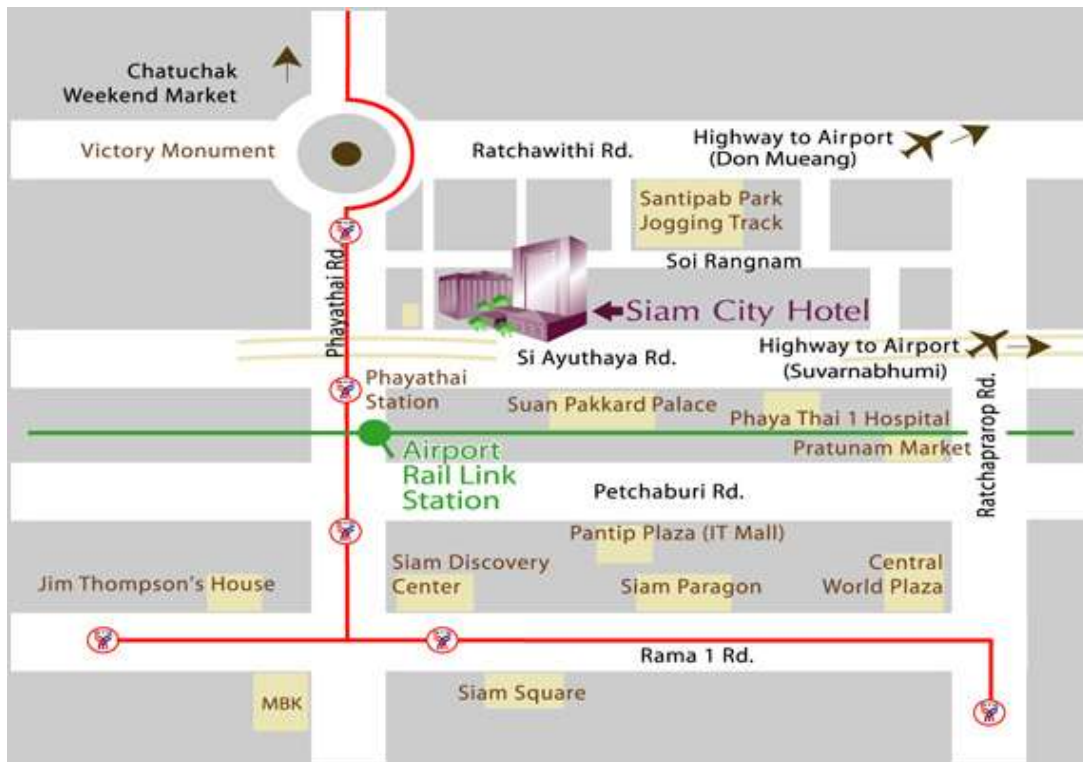 Chatuchak
Weekend Market
Victory Monument
Ratchawithi Rd.
Highway to Airport
(Don Mueang)
Santipab Park
Jogging Track
Soi Rangnam
Phayathai Rd.
Siam City Hotel
Si Ayuthaya Rd.
Highway to Airport
(Suvarnabhumi)
Phayathai
Station
Suan Pakkard Palace
Phaya Thai 1 Hospital
Pratunam Market
Ratchaprarop Rd.
Airport
Rail Link
Station
Petchaburi Rd.
Pantip Plaza (IT Mall)
Siam Discovery
Center
Jim Thompson's House
Siam Paragon
Central
World Plaza
Rama 1 Rd.
MBK
Siam Square